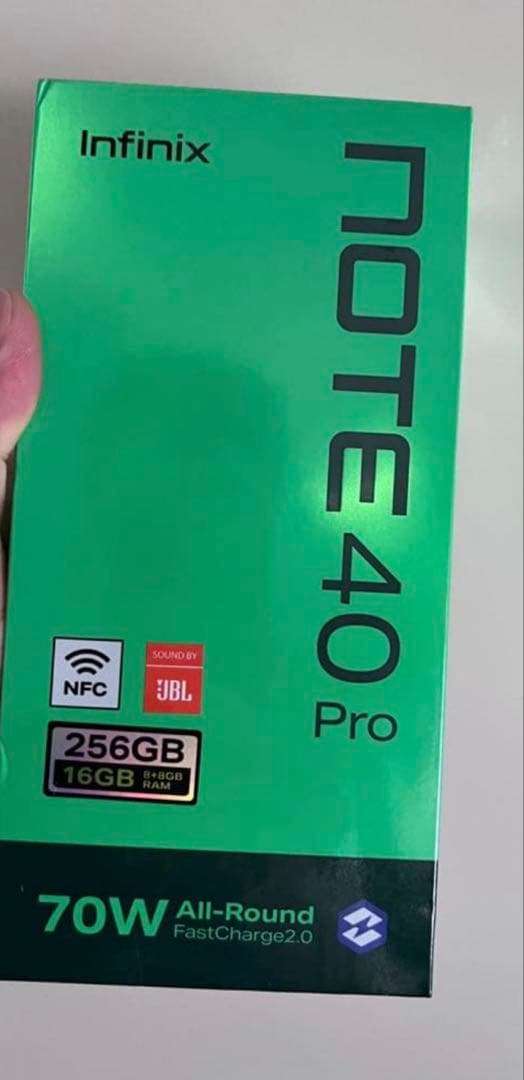 Infinix
NOTE 40 Pro
NFC
SOUND BY
JBL
256GB
16GB 8+8GB
RAM
70W All-Round
FastCharge2.0